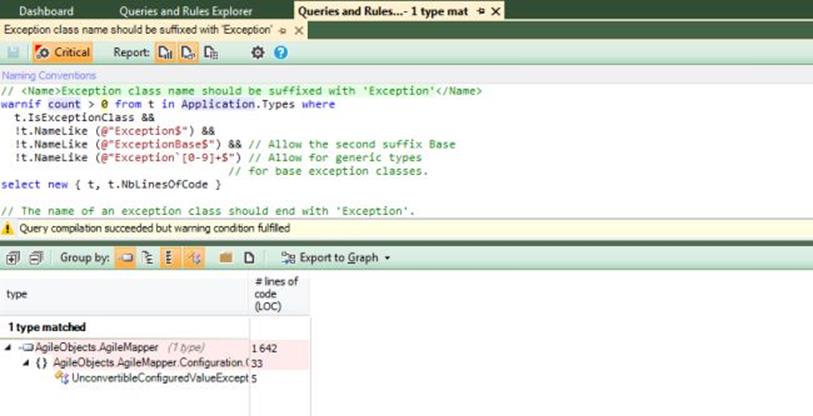 Dashboard Queries and Rules Explorer Queries and Rules...- 1 type mat
Exception class name should be suffixed with 'Exception'
Critical Report:
Naming Conventions
// <Name>Exception class name should be suffixed with 'Exception'</Name>
warnif count > 0 from t in Application.Types where
t.IsExceptionClass &&
!t.NameLike (@"Exception$") &&
!t.NameLike (@"ExceptionBase$") && // Allow the second suffix Base
!t.NameLike (@"Exception`[0-9]+$") // Allow for generic types
// for base exception classes.
select new { t, t.NbLinesOfCode }
// The name of an exception class should end with 'Exception'.
Query compilation succeeded but warning condition fulfilled
Group by: Export to Graph
type # lines of
code
(LOC)
1 type matched
AgileObjects.AgileMapper (1 type) 1 642
{ } AgileObjects.AgileMapper.Configuration.( 33
UnconvertibleConfiguredValueExcept 5